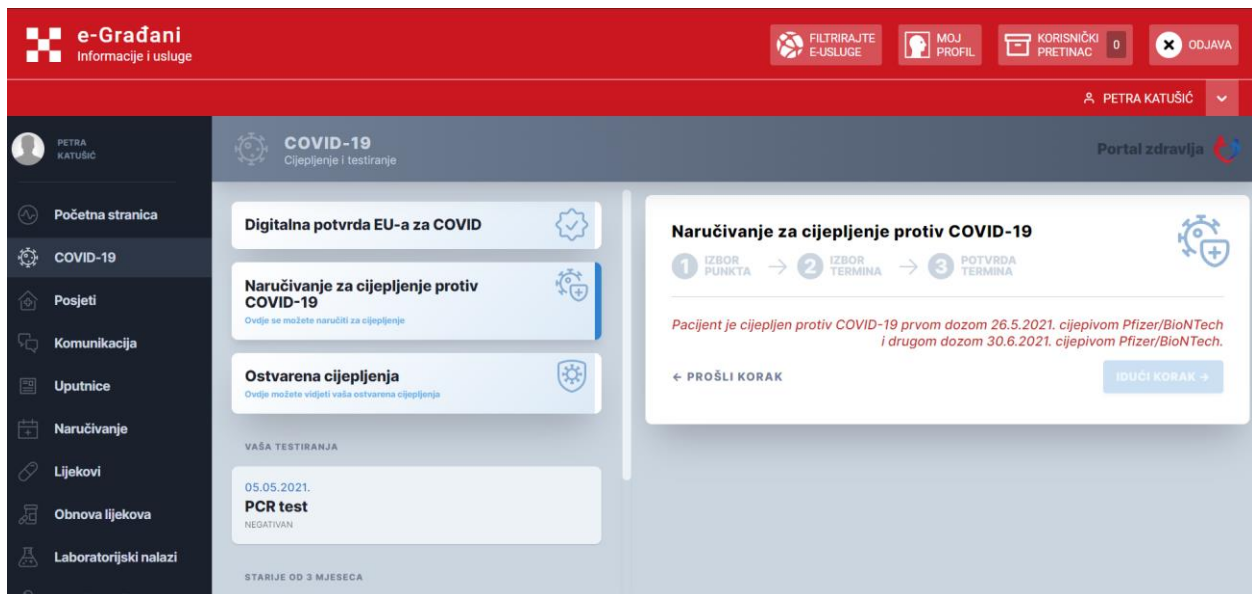 e-Građani
Informacije i usluge
FILTRIRAJTE
E-USLUGE
MOJ
PROFIL
KORISNIČKI
PRETINAC
0
ODJAVA
PETRA KATUŠIĆ
PETRA
KATUŠIĆ
Početna stranica
COVID-19
Posjeti
Komunikacija
Uputnice
Naručivanje
Lijekovi
Obnova lijekova
Laboratorijski nalazi
COVID-19
Cijepljenje i testiranje
Portal zdravlja
Digitalna potvrda EU-a za COVID
Naručivanje za cijepljenje protiv
COVID-19
Ovdje se možete naručiti za cijepljenje
Ostvarena cijepljenja
Ovdje možete vidjeti vaša ostvarena cijepljenja
VAŠA TESTIRANJA
05.05.2021.
PCR test
NEGATIVAN
STARIJE OD 3 MJESECA
Naručivanje za cijepljenje protiv COVID-19
1 IZBOR
PUNKTA
→ 2 IZBOR
TERMINA
→ 3 POTVRDA
TERMINA
Pacijent je cijepljen protiv COVID-19 prvom dozom 26.5.2021. cijepivom Pfizer/BioNTech
i drugom dozom 30.6.2021. cijepivom Pfizer/BioNTech.
← PROŠLI KORAK
IDUĆI KORAK →